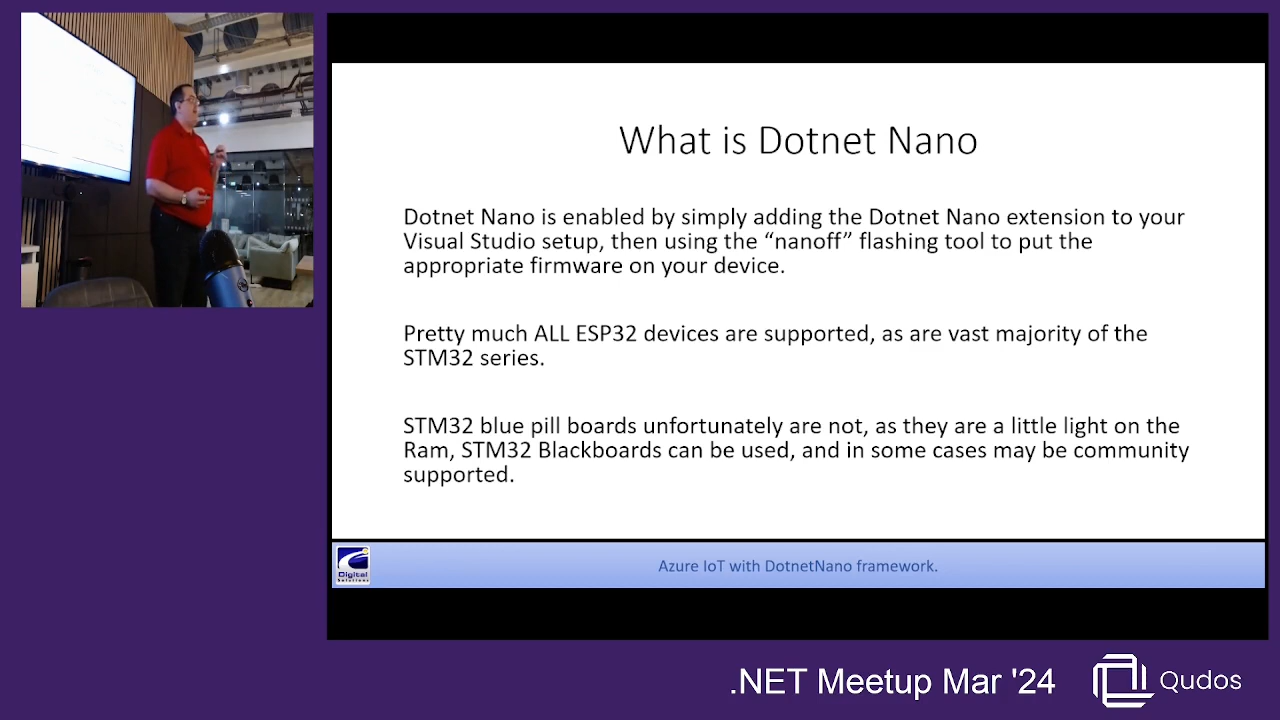 What is Dotnet Nano
Dotnet Nano is enabled by simply adding the Dotnet Nano extension to your
Visual Studio setup, then using the “nanoff” flashing tool to put the
appropriate firmware on your device.
Pretty much ALL ESP32 devices are supported, as are vast majority of the
STM32 series.
STM32 blue pill boards unfortunately are not, as they are a little light on the
Ram, STM32 Blackboards can be used, and in some cases may be community
supported.
Digital
Solutions
Azure IoT with DotnetNano framework.
.NET Meetup Mar '24
Qudos